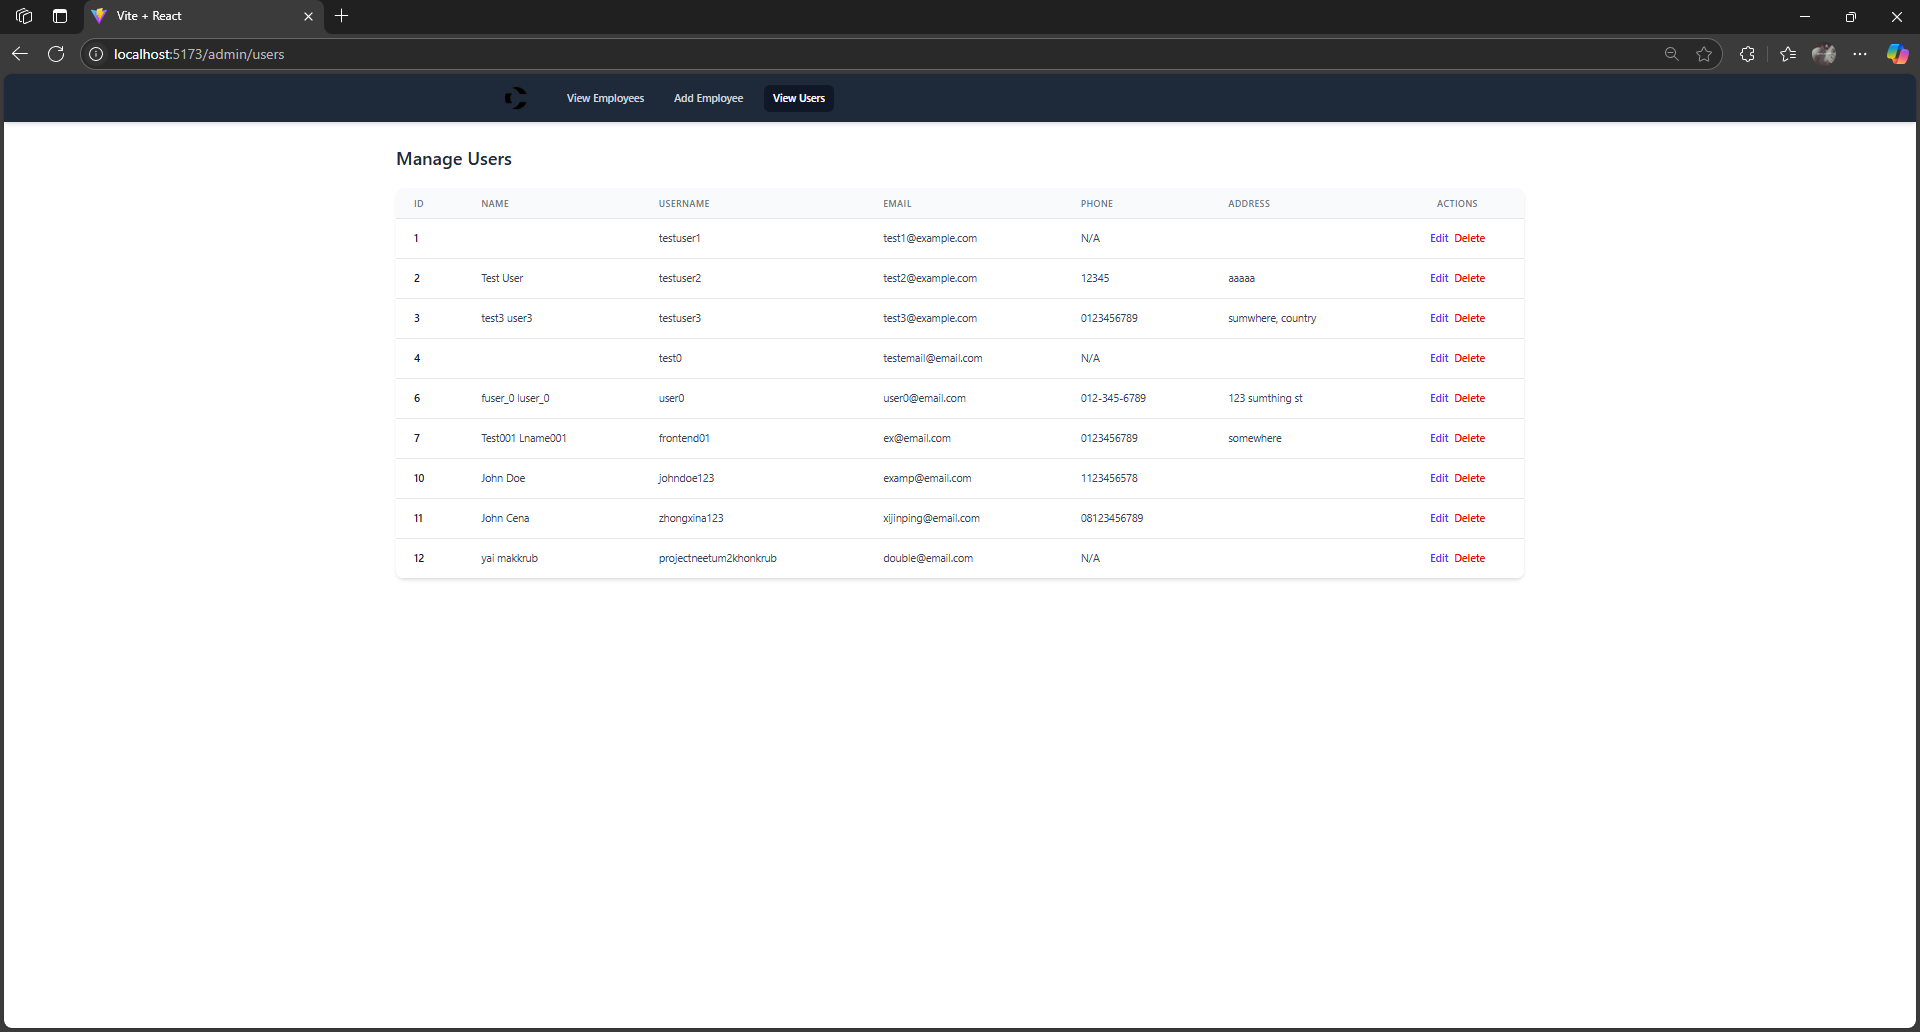 Vite + React
localhost:5173/admin/users
View Employees Add Employee View Users
Manage Users
ID NAME USERNAME EMAIL PHONE ADDRESS ACTIONS
1 testuser1 test1@example.com N/A Edit Delete
2 Test User testuser2 test2@example.com 12345 aaaaa Edit Delete
3 test3 user3 testuser3 test3@example.com 0123456789 sumwhere, country Edit Delete
4 test0 testemail@email.com N/A Edit Delete
6 fuser_0 luser_0 user0 user0@email.com 012-345-6789 123 sumthing st Edit Delete
7 Test001 Lname001 frontend01 ex@email.com 0123456789 somewhere Edit Delete
10 John Doe johndoe123 examp@email.com 1123456578 Edit Delete
11 John Cena zhongxina123 xijinping@email.com 08123456789 Edit Delete
12 yai makkrub projectneetum2khonkrub double@email.com N/A Edit Delete